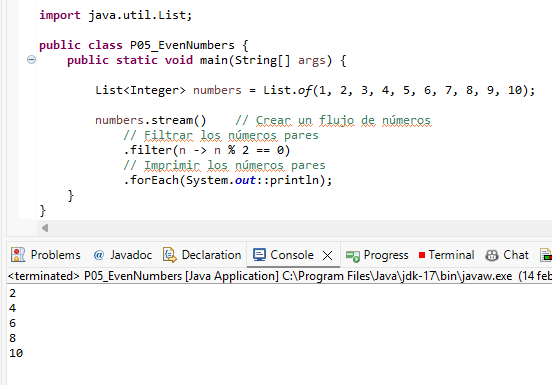 import java.util.List;
public class P05_EvenNumbers {
public static void main(String[] args) {
List<Integer> numbers = List.of(1, 2, 3, 4, 5, 6, 7, 8, 9, 10);
numbers.stream()    // Crear un flujo de números
// Filtrar los números pares
.filter(n -> n % 2 == 0)
// Imprimir los números pares
.forEach(System.out::println);
}
}
Problems @ Javadoc Declaration Console Progress Terminal Chat
<terminated> P05_EvenNumbers [Java Application] C:\Program Files\Java\jdk-17\bin\javaw.exe (14 feb
2
4
6
8
10